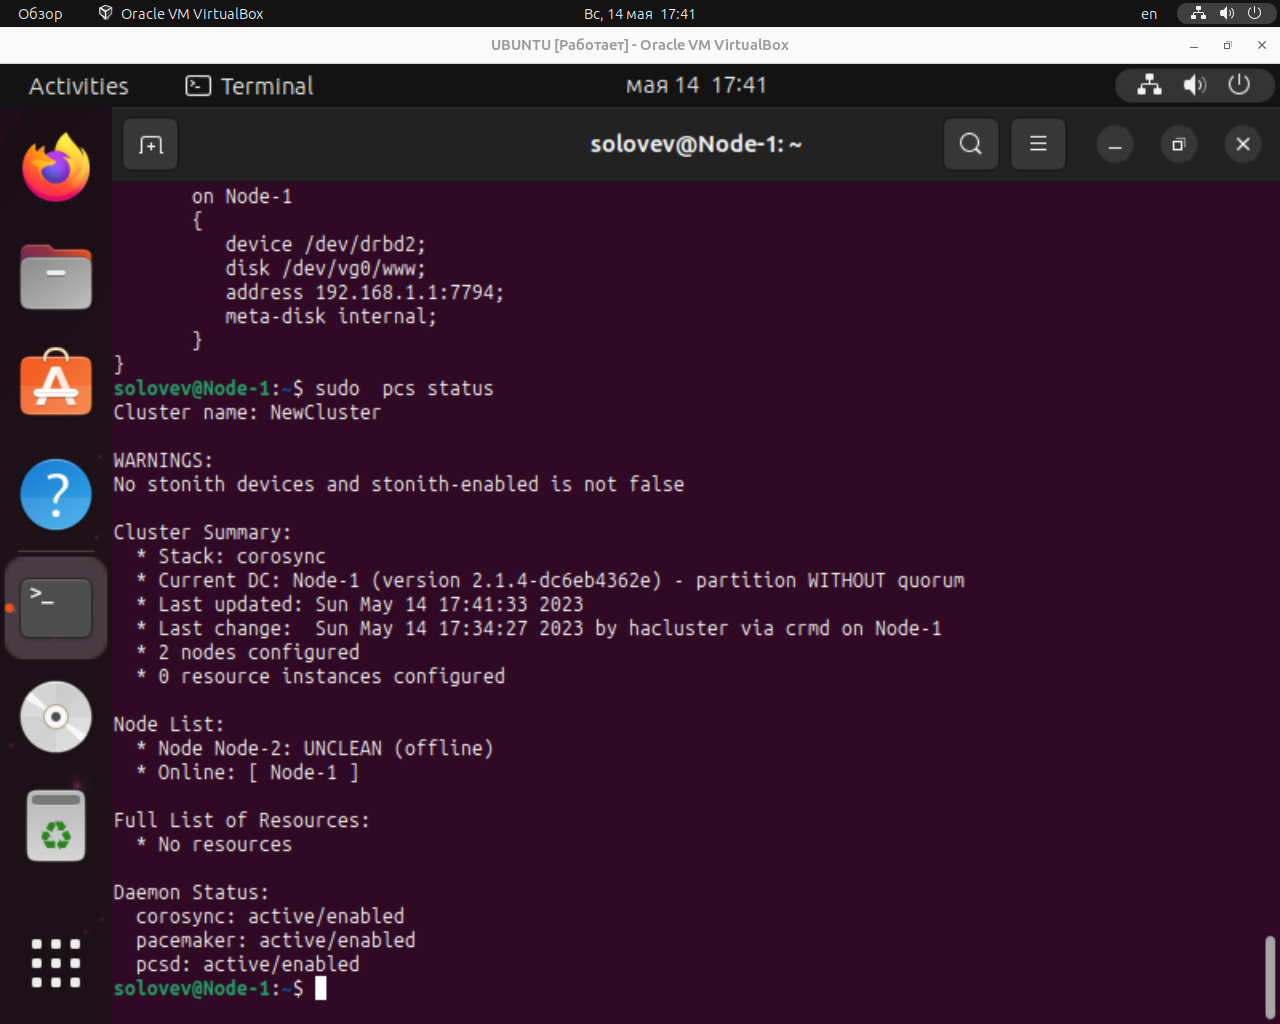 Обзор Oracle VM VirtualBox Вс, 14 мая 17:41 en
UBUNTU [Работает] - Oracle VM VirtualBox
Activities Terminal мая 14 17:41
solovev@Node-1: ~
on Node-1
{
device /dev/drbd2;
disk /dev/vg0/www;
address 192.168.1.1:7794;
meta-disk internal;
}
}
solovev@Node-1:~$ sudo  pcs status
Cluster name: NewCluster
WARNINGS:
No stonith devices and stonith-enabled is not false
Cluster Summary:
* Stack: corosync
* Current DC: Node-1 (version 2.1.4-dc6eb4362e) - partition WITHOUT quorum
* Last updated: Sun May 14 17:41:33 2023
* Last change:  Sun May 14 17:34:27 2023 by hacluster via crmd on Node-1
* 2 nodes configured
* 0 resource instances configured
Node List:
* Node Node-2: UNCLEAN (offline)
* Online: [ Node-1 ]
Full List of Resources:
* No resources
Daemon Status:
corosync: active/enabled
pacemaker: active/enabled
pcsd: active/enabled
solovev@Node-1:~$